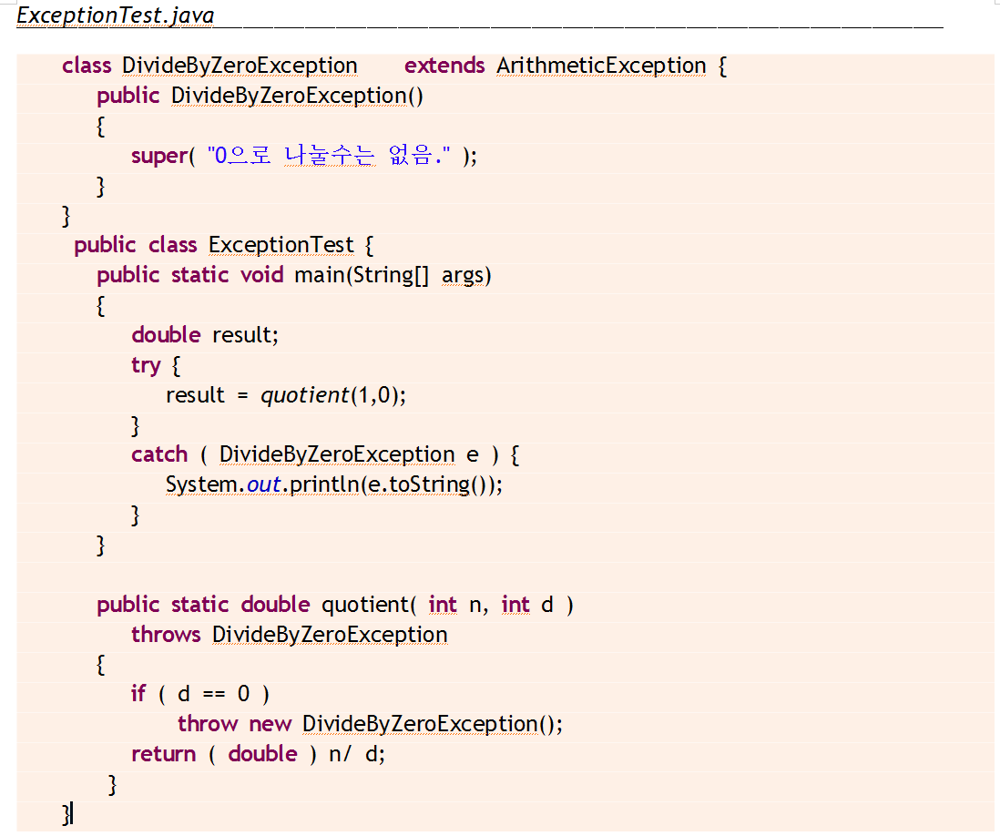 ExceptionTest.java
class DivideByZeroException extends ArithmeticException {
public DivideByZeroException()
{
super( "0으로 나눌수는 없음." );
}
}
public class ExceptionTest {
public static void main(String[] args)
{
double result;
try {
result = quotient(1,0);
}
catch ( DivideByZeroException e ) {
System.out.println(e.toString());
}
}
public static double quotient( int n, int d )
throws DivideByZeroException
{
if ( d == 0 )
throw new DivideByZeroException();
return ( double ) n/ d;
}
}